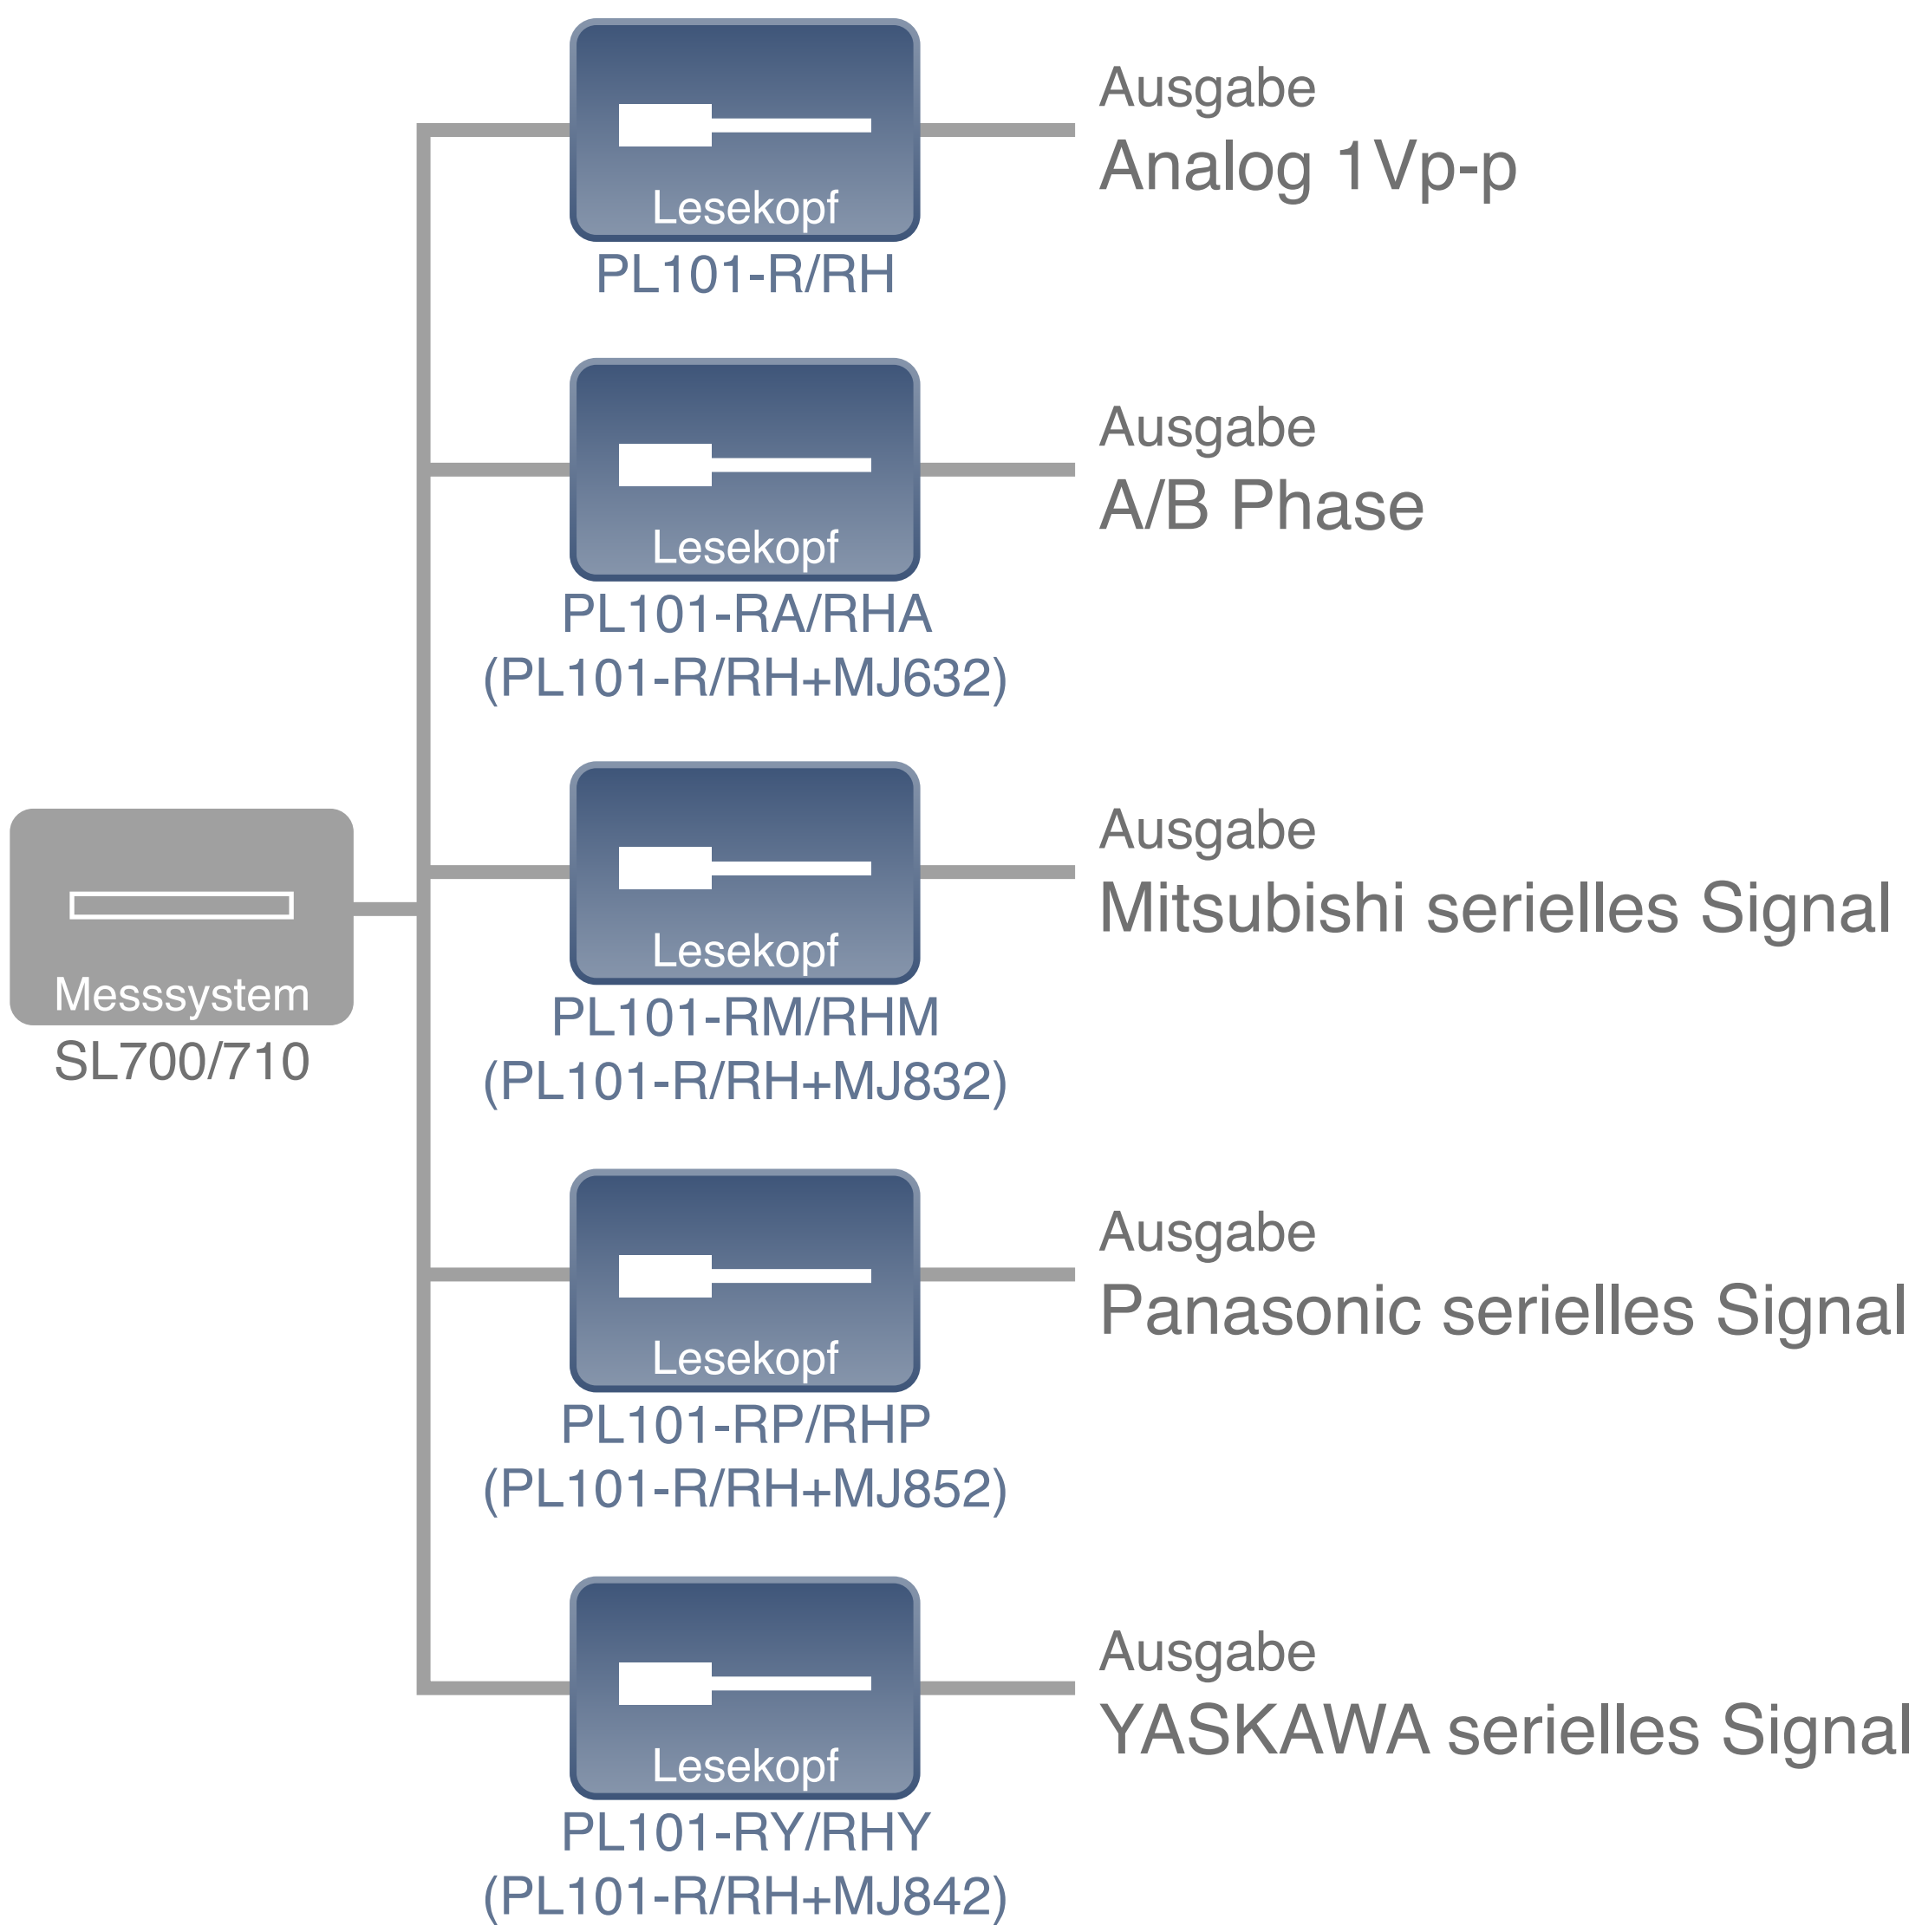 Messsystem
SL700/710
Lesekopf
PL101-R/RH
Ausgabe
Analog 1Vp-p
Lesekopf
PL101-RA/RHA
(PL101-R/RH+MJ632)
Ausgabe
A/B Phase
Lesekopf
PL101-RM/RHM
(PL101-R/RH+MJ832)
Ausgabe
Mitsubishi serielles Signal
Lesekopf
PL101-RP/RHP
(PL101-R/RH+MJ852)
Ausgabe
Panasonic serielles Signal
Lesekopf
PL101-RY/RHY
(PL101-R/RH+MJ842)
Ausgabe
YASKAWA serielles Signal